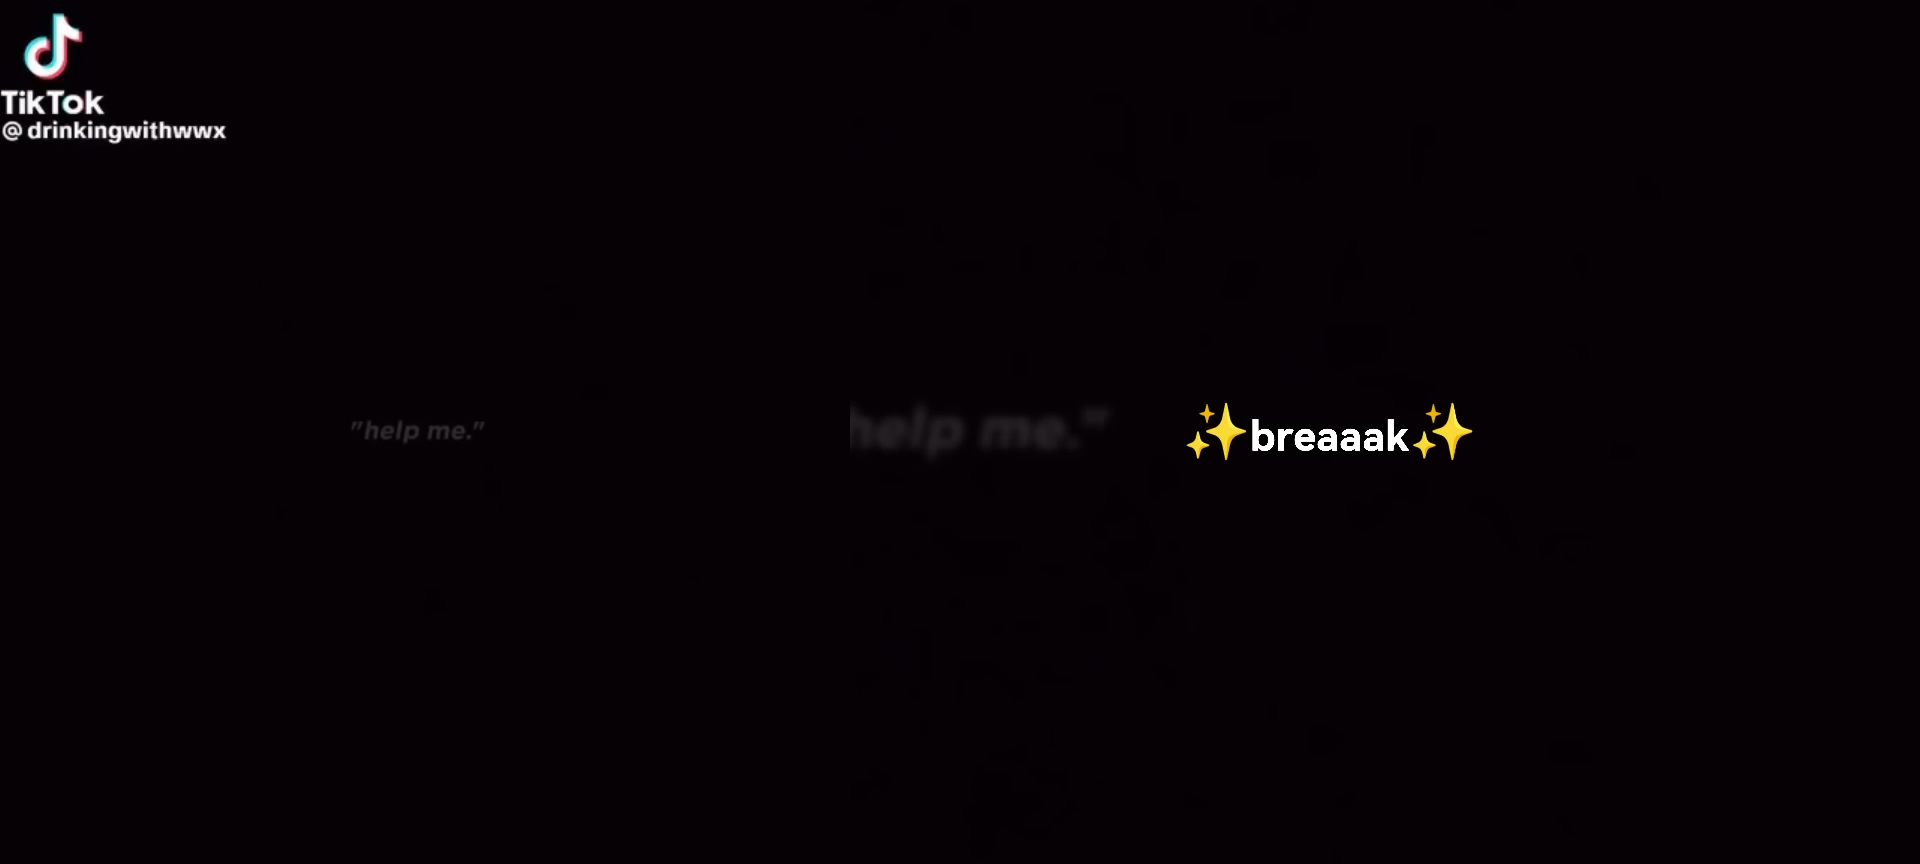 TikTok
@drinkingwithwwx
"help me."
help me."
✨breaaak✨